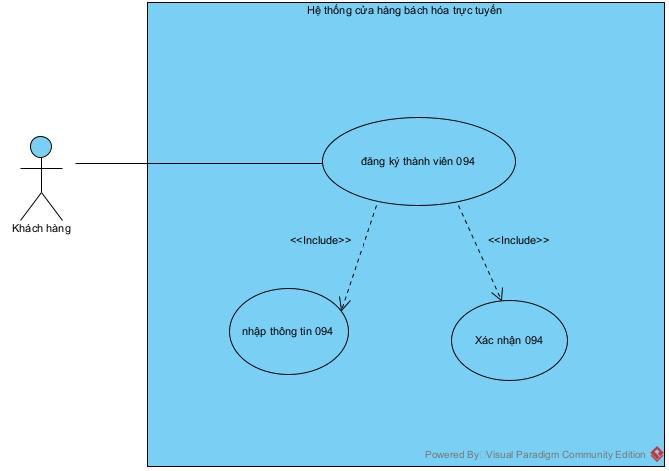 Hệ thống cửa hàng bách hóa trực tuyến
đăng ký thành viên 094
Khách hàng
<<Include>>
<<Include>>
nhập thông tin 094
Xác nhận 094
Powered By: Visual Paradigm Community Edition